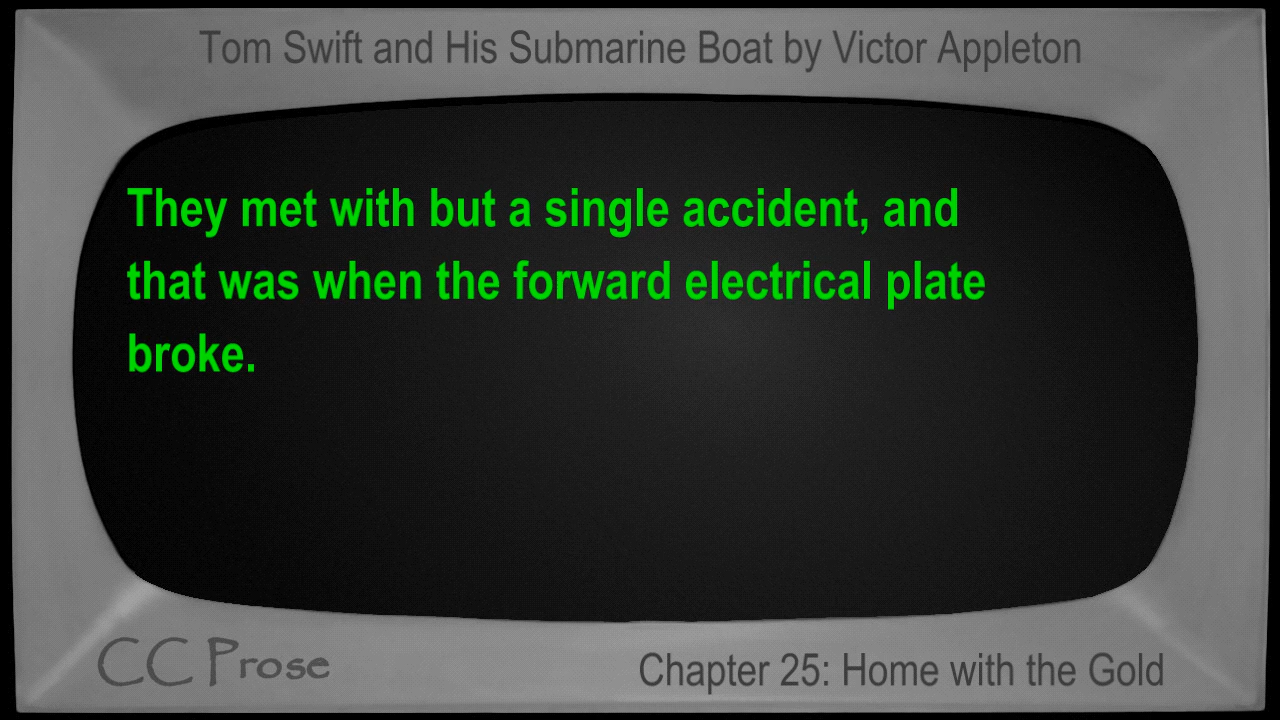 Tom Swift and His Submarine Boat by Victor Appleton
They met with but a single accident, and
that was when the forward electrical plate
broke.
CC Prose
Chapter 25: Home with the Gold